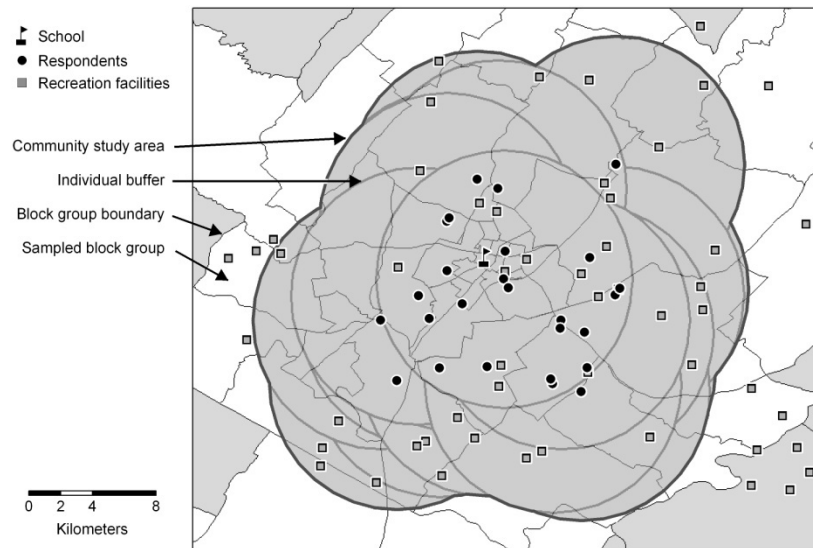 School
Respondents
Recreation facilities
Community study area
Individual buffer
Block group boundary
Sampled block group
0 2 4 8
Kilometers